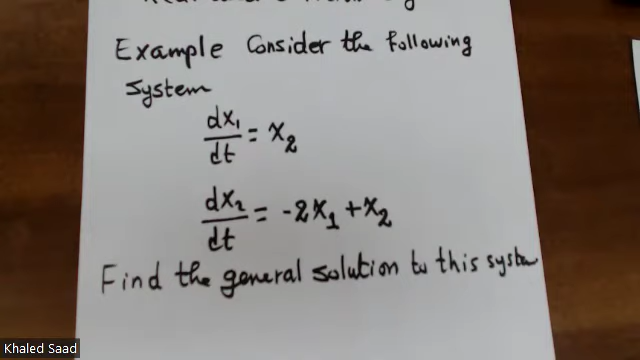 Example Consider the following
System
dx₁/dt = x₂
dx₂/dt = -2x₁ + x₂
Find the general solution to this system
Khaled Saad